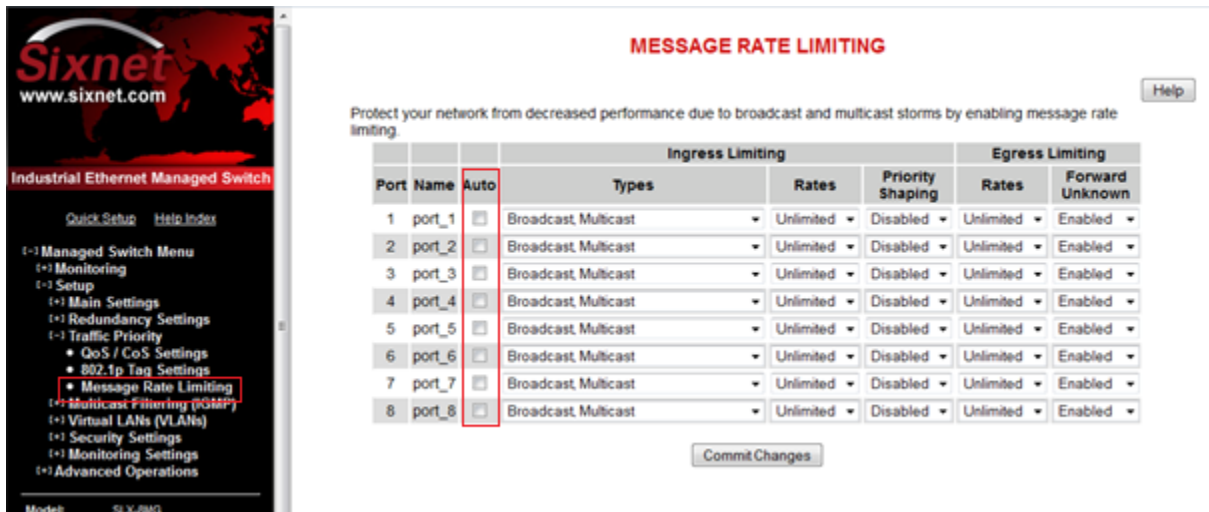 Sixnet
www.sixnet.com
Industrial Ethernet Managed Switch
Quick Setup Help Index
[-] Managed Switch Menu
[+] Monitoring
[-] Setup
[+] Main Settings
[+] Redundancy Settings
[-] Traffic Priority
• QoS / CoS Settings
• 802.1p Tag Settings
• Message Rate Limiting
[+] Multicast Filtering (IGMP)
[+] Virtual LANs (VLANs)
[+] Security Settings
[+] Monitoring Settings
[+] Advanced Operations
Model: SLX-8MG
MESSAGE RATE LIMITING
Help
Protect your network from decreased performance due to broadcast and multicast storms by enabling message rate
limiting.
Ingress Limiting Egress Limiting
Port Name Auto Types Rates Priority Shaping Rates Forward Unknown
1 port_1 Broadcast, Multicast Unlimited Disabled Unlimited Enabled
2 port_2 Broadcast, Multicast Unlimited Disabled Unlimited Enabled
3 port_3 Broadcast, Multicast Unlimited Disabled Unlimited Enabled
4 port_4 Broadcast, Multicast Unlimited Disabled Unlimited Enabled
5 port_5 Broadcast, Multicast Unlimited Disabled Unlimited Enabled
6 port_6 Broadcast, Multicast Unlimited Disabled Unlimited Enabled
7 port_7 Broadcast, Multicast Unlimited Disabled Unlimited Enabled
8 port_8 Broadcast, Multicast Unlimited Disabled Unlimited Enabled
Commit Changes